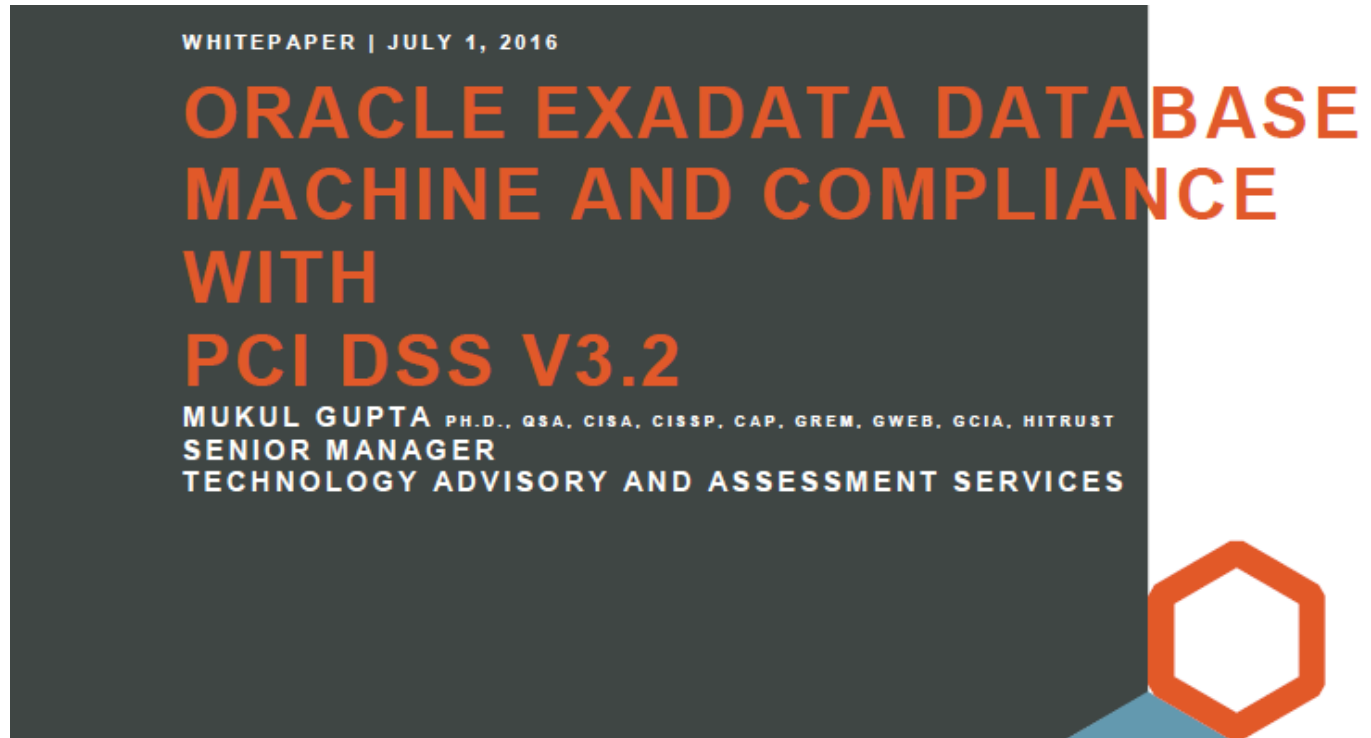 WHITEPAPER | JULY 1, 2016
ORACLE EXADATA DATABASE
MACHINE AND COMPLIANCE
WITH
PCI DSS V3.2
MUKUL GUPTA PH.D., QSA, CISA, CISSP, CAP, GREM, GWEB, GCIA, HITRUST
SENIOR MANAGER
TECHNOLOGY ADVISORY AND ASSESSMENT SERVICES